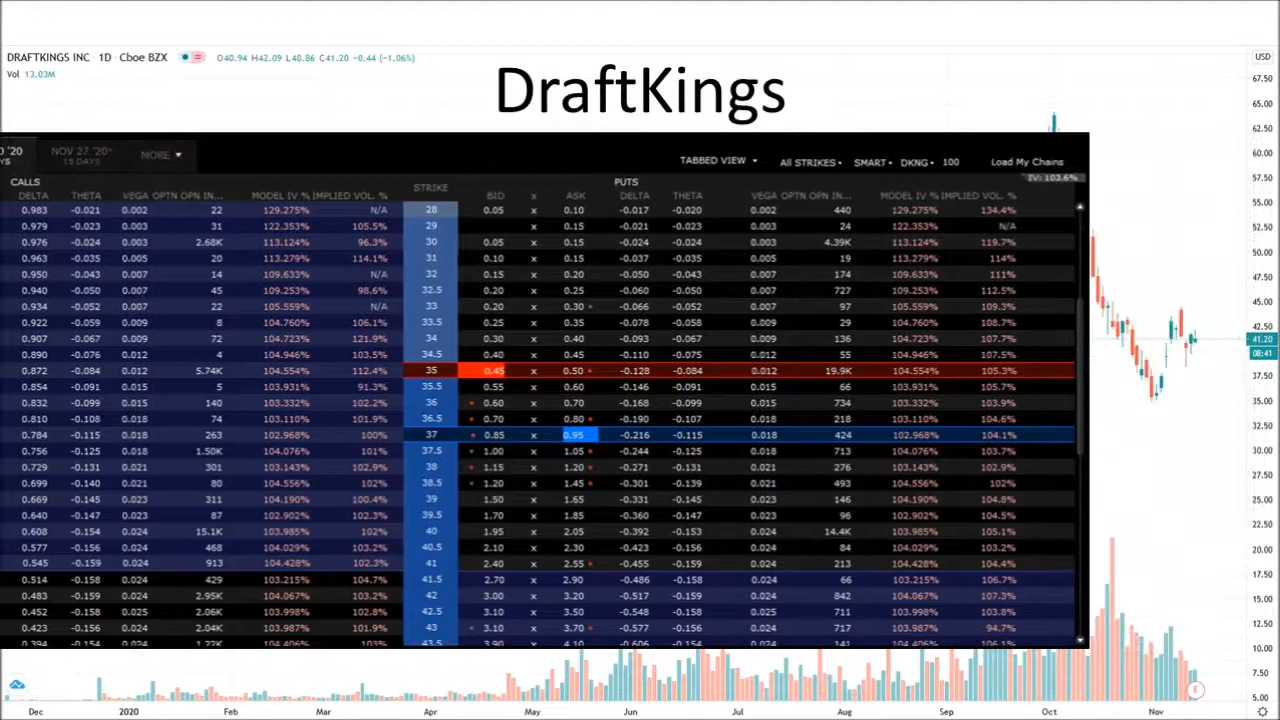 DRAFTKINGS INC · 1D · Cboe BZX O40.94 H42.09 L40.86 C41.20 -0.44 (-1.06%)
Vol 13.03M
DraftKings
USD
67.50
65.00
62.50
60.00
57.50
55.00
52.50
50.00
47.50
45.00
42.50
41.20
08:41
37.50
35.00
32.50
30.00
27.50
25.00
22.50
20.00
17.50
15.00
12.50
10.00
7.50
5.00
'20 NOV 27 '20* MORE TABBED VIEW All STRIKES SMART DKNG 100 Load My Chains
YS 15 DAYS
IV: 103.6%
CALLS STRIKE PUTS
DELTA THETA VEGA OPTN OPN IN... MODEL IV % IMPLIED VOL. % BID x ASK DELTA THETA VEGA OPTN OPN IN... MODEL IV % IMPLIED VOL. %
0.983 -0.021 0.002 22 129.275% N/A 28 0.05 x 0.10 -0.017 -0.020 0.002 440 129.275% 134.4%
0.979 -0.023 0.003 31 122.353% 105.5% 29 x 0.15 -0.021 -0.023 0.003 24 122.353% N/A
0.976 -0.024 0.003 2.68K 113.124% 96.3% 30 0.05 x 0.15 -0.024 -0.024 0.003 4.39K 113.124% 119.7%
0.963 -0.035 0.005 20 113.279% 114.1% 31 0.10 x 0.15 -0.037 -0.035 0.005 19 113.279% 114%
0.950 -0.043 0.007 14 109.633% N/A 32 0.15 x 0.20 -0.050 -0.043 0.007 174 109.633% 111%
0.940 -0.050 0.007 45 109.253% 98.6% 32.5 0.20 x 0.25 -0.060 -0.050 0.007 727 109.253% 112.5%
0.934 -0.052 0.007 22 105.559% N/A 33 0.20 x 0.30 -0.066 -0.052 0.007 97 105.559% 109.3%
0.922 -0.059 0.009 8 104.760% 106.1% 33.5 0.25 x 0.35 -0.078 -0.058 0.009 29 104.760% 108.7%
0.907 -0.067 0.009 72 104.723% 121.9% 34 0.30 x 0.40 -0.093 -0.067 0.009 136 104.723% 107.7%
0.890 -0.076 0.012 4 104.946% 103.5% 34.5 0.40 x 0.45 -0.110 -0.075 0.012 55 104.946% 107.5%
0.872 -0.084 0.012 5.74K 104.554% 112.4% 35 0.45 x 0.50 -0.128 -0.084 0.012 19.9K 104.554% 105.3%
0.854 -0.091 0.015 5 103.931% 91.3% 35.5 0.55 x 0.60 -0.146 -0.091 0.015 66 103.931% 105.7%
0.832 -0.099 0.015 140 103.332% 102.2% 36 0.60 x 0.70 -0.168 -0.099 0.015 734 103.332% 103.9%
0.810 -0.108 0.018 74 103.110% 101.9% 36.5 0.70 x 0.80 -0.190 -0.107 0.018 218 103.110% 104.6%
0.784 -0.115 0.018 263 102.968% 100% 37 0.85 x 0.95 -0.216 -0.115 0.018 424 102.968% 104.1%
0.756 -0.125 0.018 1.50K 104.076% 101% 37.5 1.00 x 1.05 -0.244 -0.125 0.018 713 104.076% 103.7%
0.729 -0.131 0.021 301 103.143% 102.9% 38 1.15 x 1.20 -0.271 -0.131 0.021 276 103.143% 102.9%
0.699 -0.140 0.021 80 104.556% 102% 38.5 1.20 x 1.45 -0.301 -0.139 0.021 493 104.556% 102%
0.669 -0.145 0.023 311 104.190% 100.4% 39 1.50 x 1.65 -0.331 -0.145 0.023 146 104.190% 104.8%
0.640 -0.147 0.023 87 102.902% 102.3% 39.5 1.70 x 1.85 -0.360 -0.147 0.023 96 102.902% 104.8%
0.608 -0.154 0.024 15.1K 103.985% 102% 40 1.95 x 2.05 -0.392 -0.153 0.024 14.4K 103.985% 105.1%
0.577 -0.156 0.024 468 104.029% 103.2% 40.5 2.10 x 2.30 -0.423 -0.156 0.024 84 104.029% 103.2%
0.545 -0.159 0.024 913 104.428% 102.3% 41 2.40 x 2.55 -0.455 -0.159 0.024 213 104.428% 104.4%
0.514 -0.158 0.024 429 103.215% 104.7% 41.5 2.70 x 2.90 -0.486 -0.158 0.024 66 103.215% 106.7%
0.483 -0.159 0.024 2.95K 104.067% 103.2% 42 3.00 x 3.20 -0.517 -0.159 0.024 842 104.067% 107.3%
0.452 -0.158 0.025 2.06K 103.998% 102.8% 42.5 3.10 x 3.50 -0.548 -0.158 0.025 711 103.998% 103.8%
0.423 -0.156 0.024 2.04K 103.987% 101.9% 43 3.10 x 3.70 -0.577 -0.156 0.024 717 103.987% 94.7%
0.394 -0.154 0.024 1.22K 104.406% 103% 43.5 3.90 x 4.10 -0.606 -0.154 0.024 141 104.406% 106.1%
E
Dec 2020 Feb Mar Apr May Jun Jul Aug Sep Oct Nov